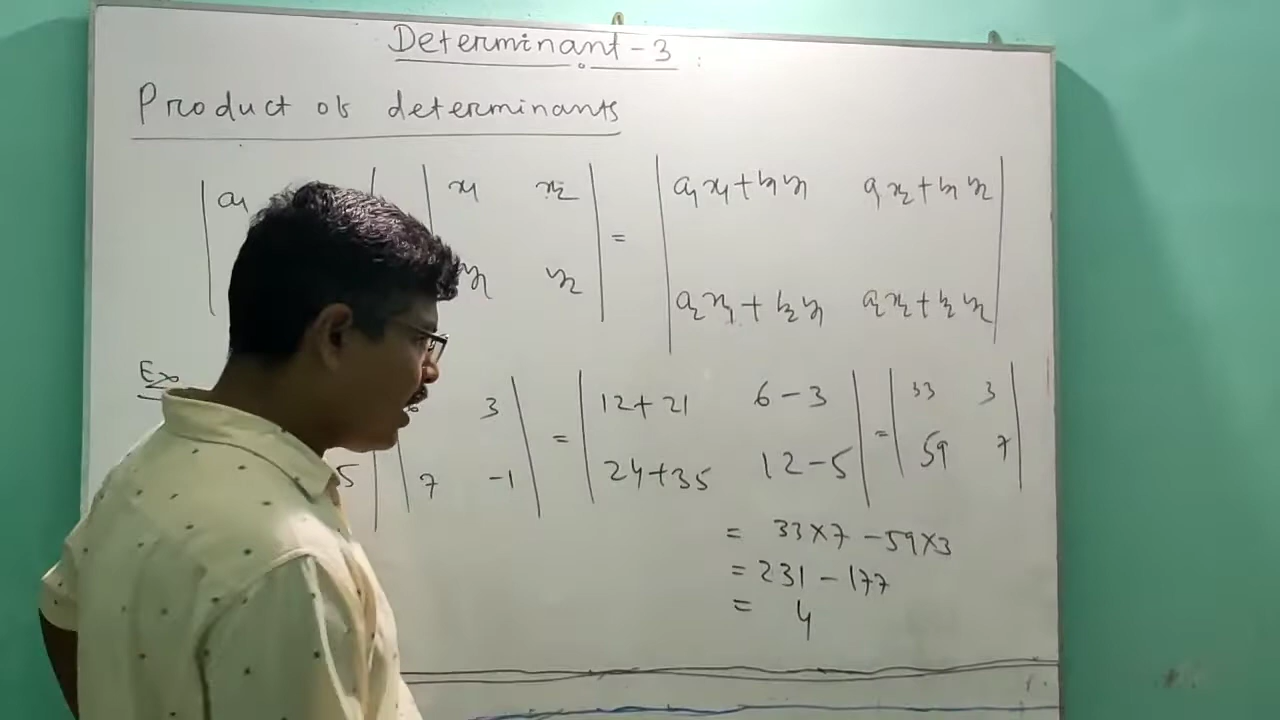 Determinant - 3
Product of determinants
| a₁ | | x₁ x₂ | = | a₁x₁ + b₁y₁ a₁x₂ + b₁y₂ |
y₁ y₂ | a₂x₁ + b₂y₁ a₂x₂ + b₂y₂ |
Ex
3 | = | 12+21 6-3 | = | 33 3 |
5 | | 7 -1 | | 24+35 12-5 | | 59 7 |
= 33×7 - 59×3
= 231 - 177
= 4